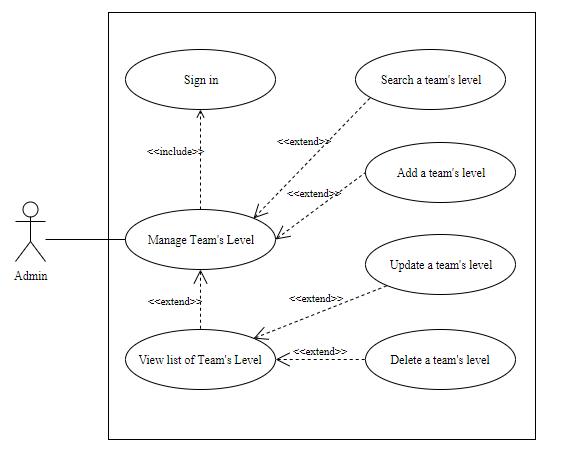 Sign in
Search a team's level
<<extend>>
<<include>>
Add a team's level
<<extend>>
Manage Team's Level
Admin
Update a team's level
<<extend>>
<<extend>>
View list of Team's Level
<<extend>>
Delete a team's level